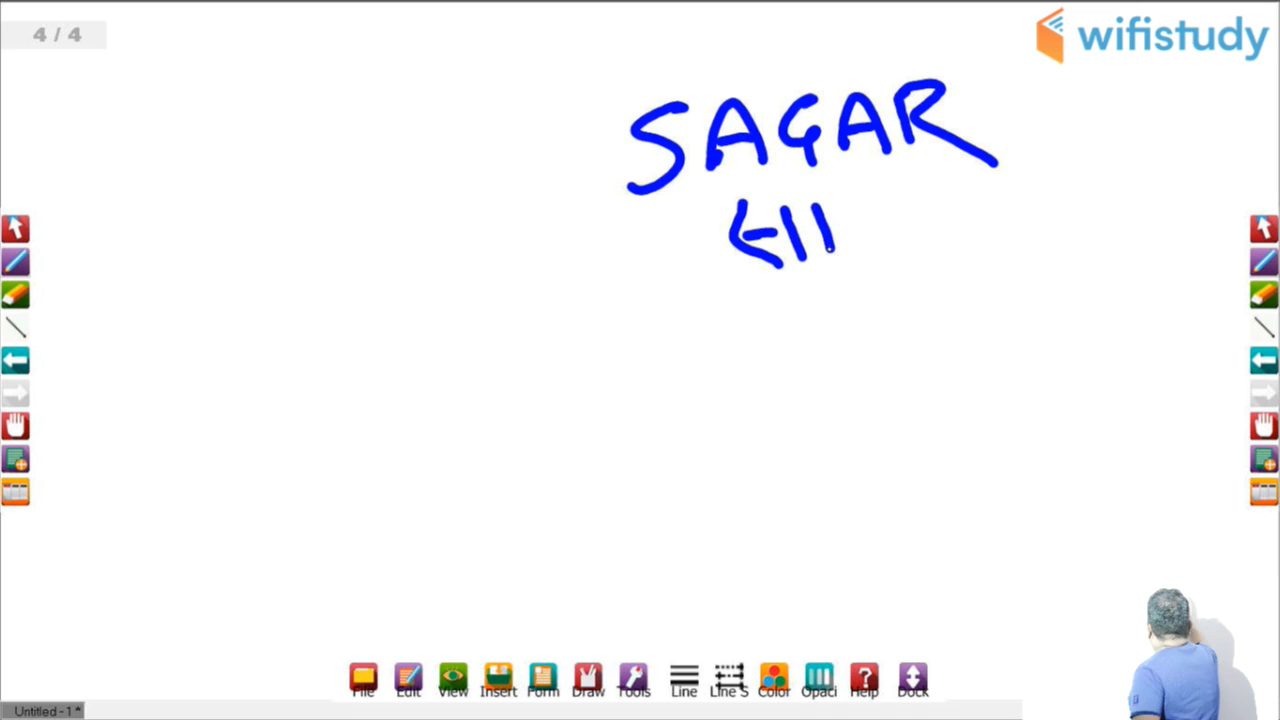 4 / 4
wifistudy
SAGAR
File Edit View Insert Form Draw Tools Line Line S Color Opaci Help Dock
Untitled - 1 *